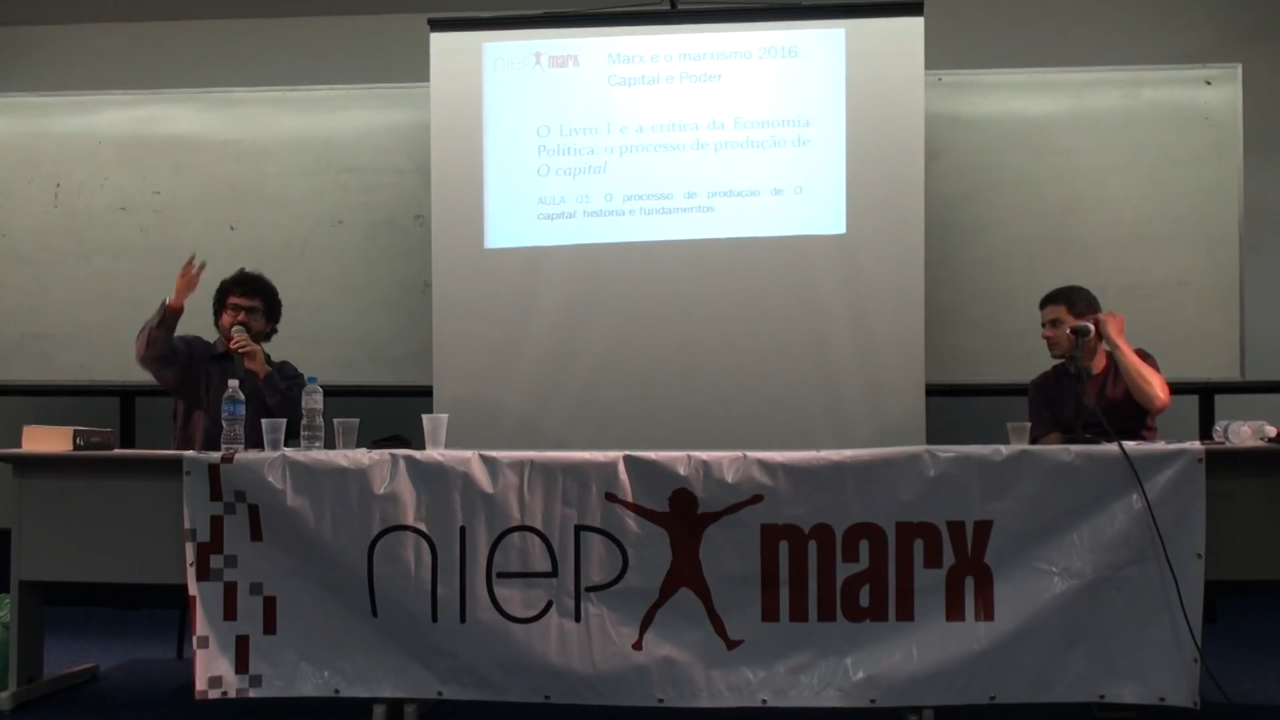 niep marx
Marx e o marxismo 2016:
Capital e Poder
O Livro I e a crítica da Economia
Política: o processo de produção de
O capital
AULA 01: O processo de produção de O
capital: história e fundamentos
niep marx